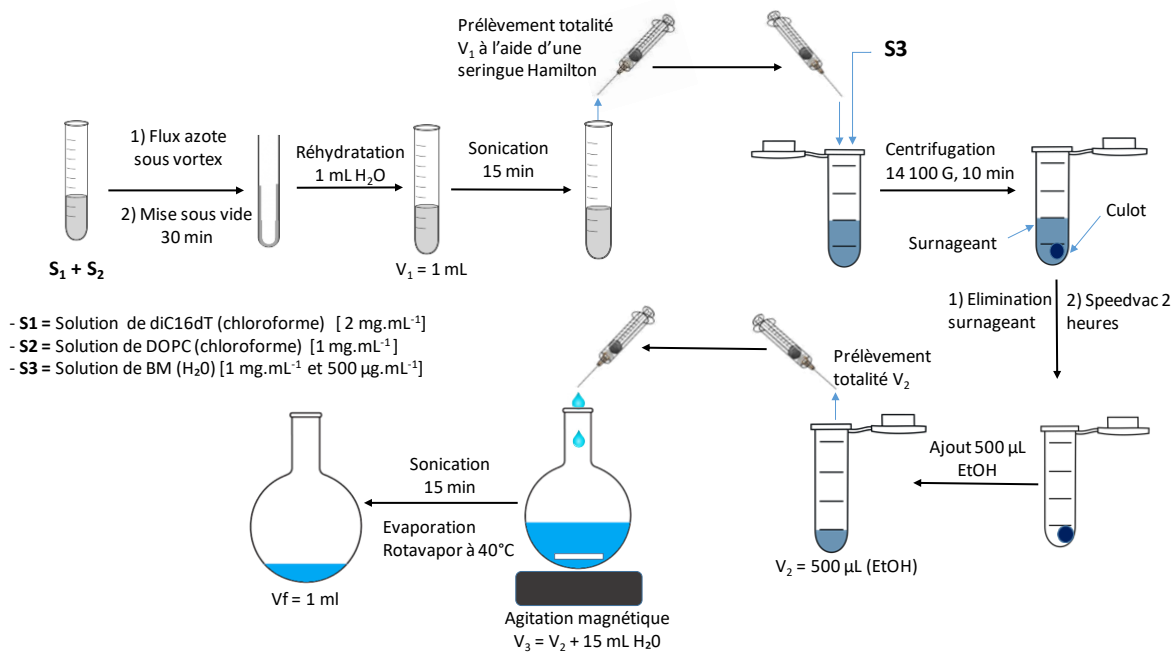 Prélèvement totalité
V₁ à l’aide d’une
seringue Hamilton
S3
1) Flux azote
sous vortex
2) Mise sous vide
30 min
Réhydratation
1 mL H₂O
Sonication
15 min
Centrifugation
14 100 G, 10 min
Culot
Surnageant
S₁ + S₂
V₁ = 1 mL
1) Elimination
surnageant
2) Speedvac 2
heures
- S1 = Solution de diC16dT (chloroforme) [ 2 mg.mL⁻¹]
- S2 = Solution de DOPC (chloroforme) [1 mg.mL⁻¹]
- S3 = Solution de BM (H₂0) [1 mg.mL⁻¹ et 500 µg.mL⁻¹]
Prélèvement
totalité V₂
Ajout 500 µL
EtOH
Sonication
15 min
Evaporation
Rotavapor à 40°C
V₂ = 500 µL (EtOH)
Vf = 1 ml
Agitation magnétique
V₃ = V₂ + 15 mL H₂0